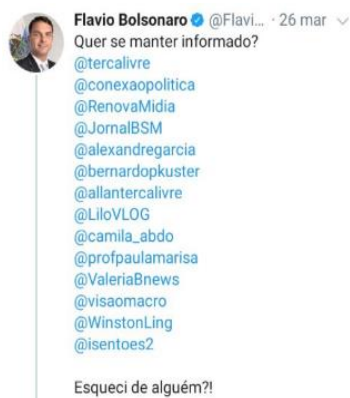 Flavio Bolsonaro @Flavi... · 26 mar
Quer se manter informado?
@tercalivre
@conexaopolitica
@RenovaMidia
@JornalBSM
@alexandregarcia
@bernardopkuster
@allantercalivre
@LiloVLOG
@camila_abdo
@profpaulamarisa
@ValeriaBnews
@visaomacro
@WinstonLing
@isentoes2
Esqueci de alguém?!